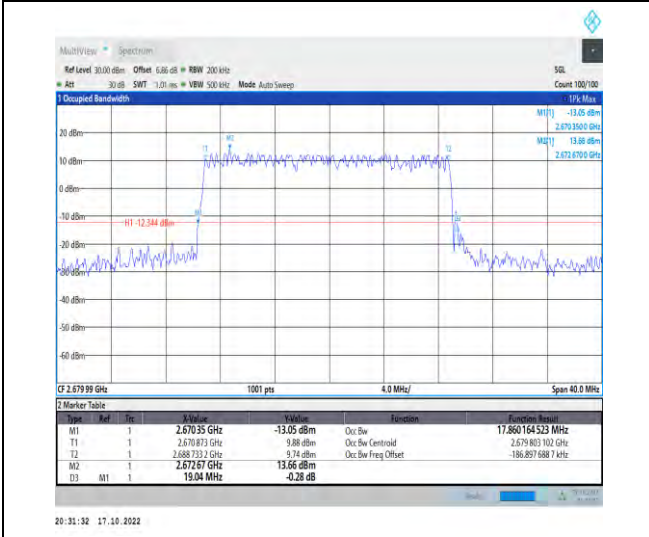 MultiView Spectrum
Ref Level 30.00 dBm Offset 6.86 dB RBW 200 kHz SGL
Att 30 dB SWT 1.01 ms VBW 500 kHz Mode Auto Sweep Count 100/100
1 Occupied Bandwidth 1Pk Max
M1[1] -13.05 dBm
2.670 3500 GHz
M2[1] 13.66 dBm
2.672 6700 GHz
20 dBm
M2
T1 T2
10 dBm
0 dBm
-10 dBm
H1 -12.344 dBm
-20 dBm
-30 dBm
-40 dBm
-50 dBm
-60 dBm
CF 2.679 99 GHz 1001 pts 4.0 MHz/ Span 40.0 MHz
2 Marker Table
Type Ref Trc X-Value Y-Value Function Function Result
M1 1 2.670 35 GHz -13.05 dBm Occ Bw 17.860 164 523 MHz
T1 1 2.670 873 GHz 9.88 dBm Occ Bw Centroid 2.679 803 102 GHz
T2 1 2.688 733 2 GHz 9.74 dBm Occ Bw Freq Offset -186.897 688 7 kHz
M2 1 2.672 67 GHz 13.66 dBm
D3 M1 1 19.04 MHz -0.28 dB
20:31:32 17.10.2022